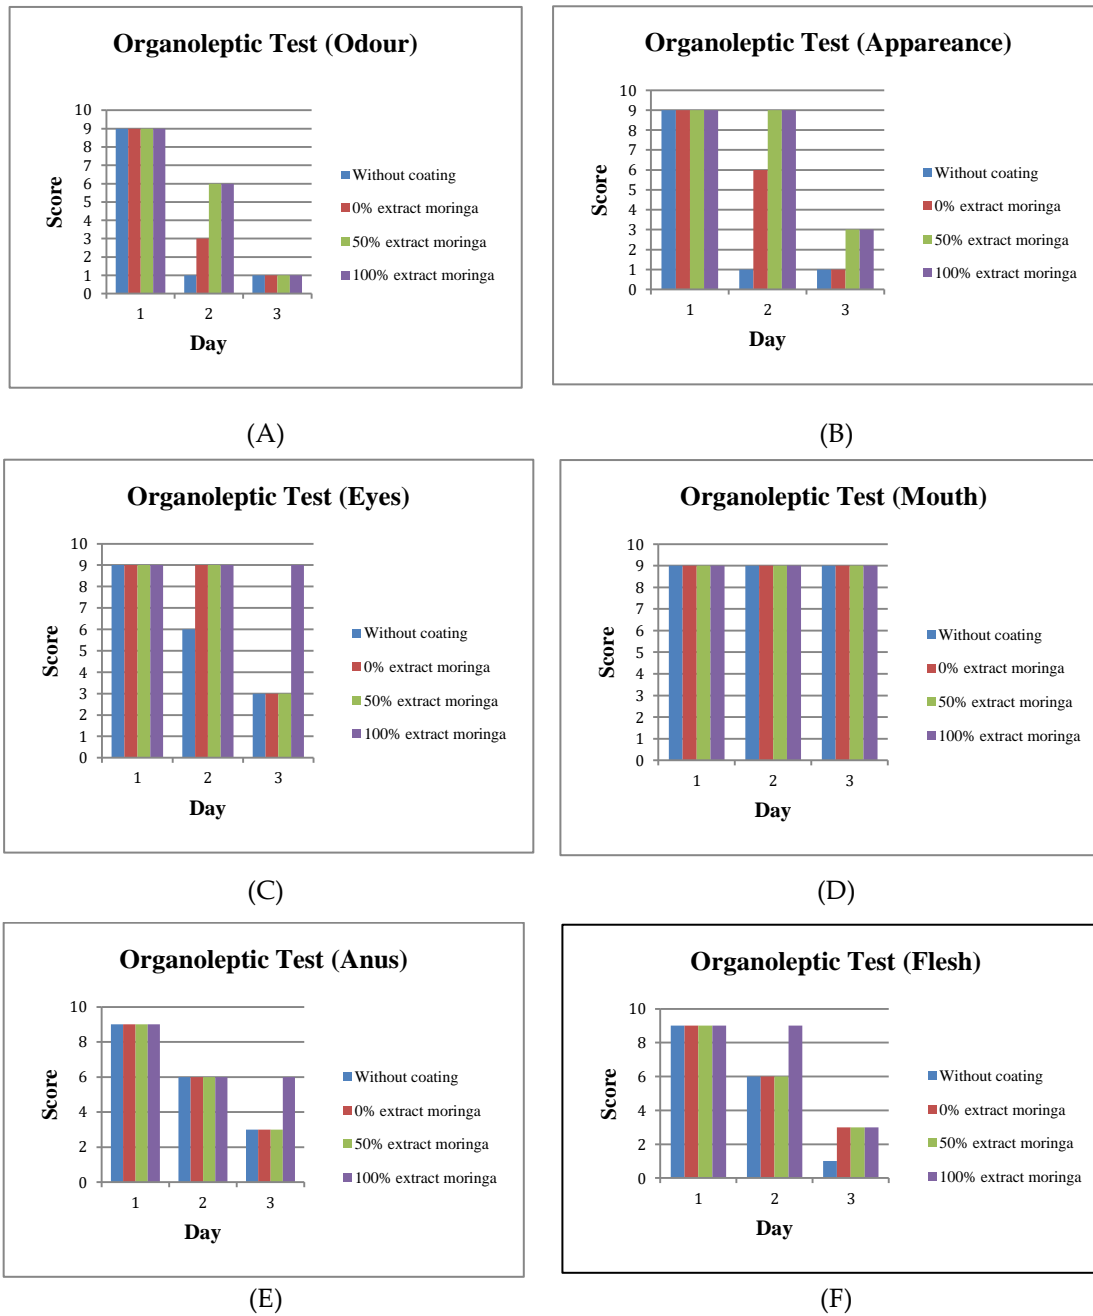 Organoleptic Test (Odour)
10
9
8
7
6
5
4
3
2
1
0
Score
1 2 3
Day
Without coating
0% extract moringa
50% extract moringa
100% extract moringa
(A)
Organoleptic Test (Appareance)
10
9
8
7
6
5
4
3
2
1
0
Score
1 2 3
Day
Without coating
0% extract moringa
50% extract moringa
100% extract moringa
(B)
Organoleptic Test (Eyes)
10
9
8
7
6
5
4
3
2
1
0
Score
1 2 3
Day
Without coating
0% extract moringa
50% extract moringa
100% extract moringa
(C)
Organoleptic Test (Mouth)
10
9
8
7
6
5
4
3
2
1
0
Score
1 2 3
Day
Without coating
0% extract moringa
50% extract moringa
100% extract moringa
(D)
Organoleptic Test (Anus)
10
8
6
4
2
0
Score
1 2 3
Day
Without coating
0% extract moringa
50% extract moringa
100% extract moringa
(E)
Organoleptic Test (Flesh)
10
8
6
4
2
0
Score
1 2 3
Day
Without coating
0% extract moringa
50% extract moringa
100% extract moringa
(F)